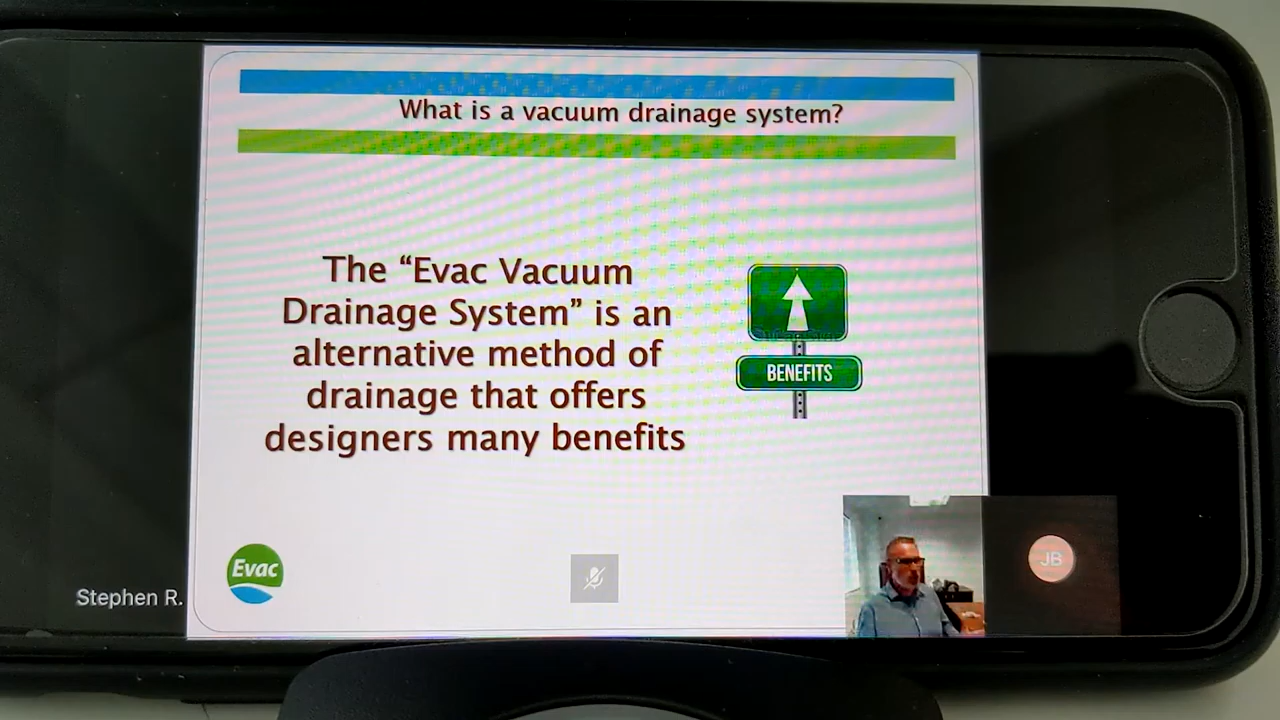 What is a vacuum drainage system?
The “Evac Vacuum
Drainage System” is an
alternative method of
drainage that offers
designers many benefits
BENEFITS
Evac
Stephen R.
JB